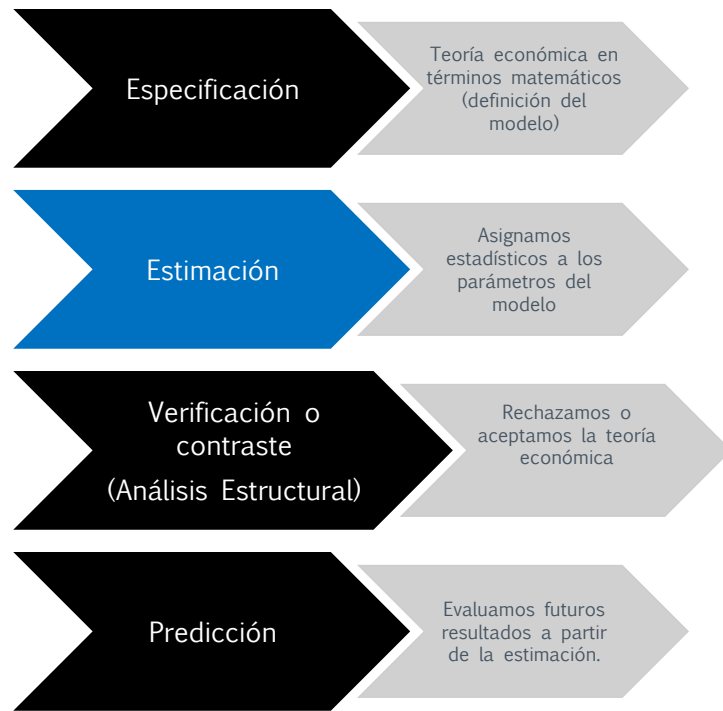 Especificación
Teoría económica en
términos matemáticos
(definición del
modelo)
Estimación
Asignamos
estadísticos a los
parámetros del
modelo
Verificación o
contraste
(Análisis Estructural)
Rechazamos o
aceptamos la teoría
económica
Predicción
Evaluamos futuros
resultados a partir
de la estimación.